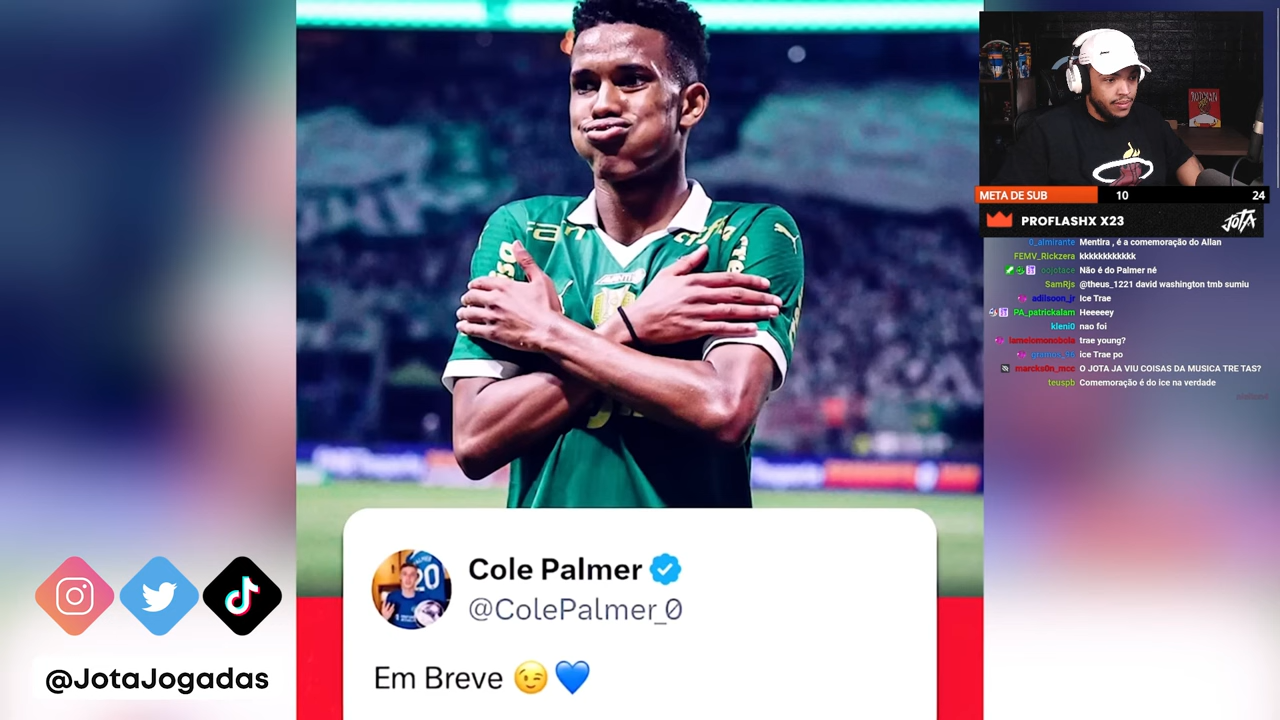 Cole Palmer
@ColePalmer_0
Em Breve 😉💙
@JotaJogadas
META DE SUB 10 24
PROFLASHX X23
JOTA
0_almirante Mentira , é a comemoração do Allan
FEMV_Rickzera kkkkkkkkkkk
oojotace Não é do Palmer né
SamRjs @theus_1221 david washington tmb sumiu
adilsoon_jr Ice Trae
PA_patrickalam Heeeeey
kleni0 nao foi
lamelomonobola trae young?
ice Trae po
marcks0n_mcc O JOTA JA VIU COISAS DA MUSICA TRE TAS?
teuspb Comemoração é do ice na verdade